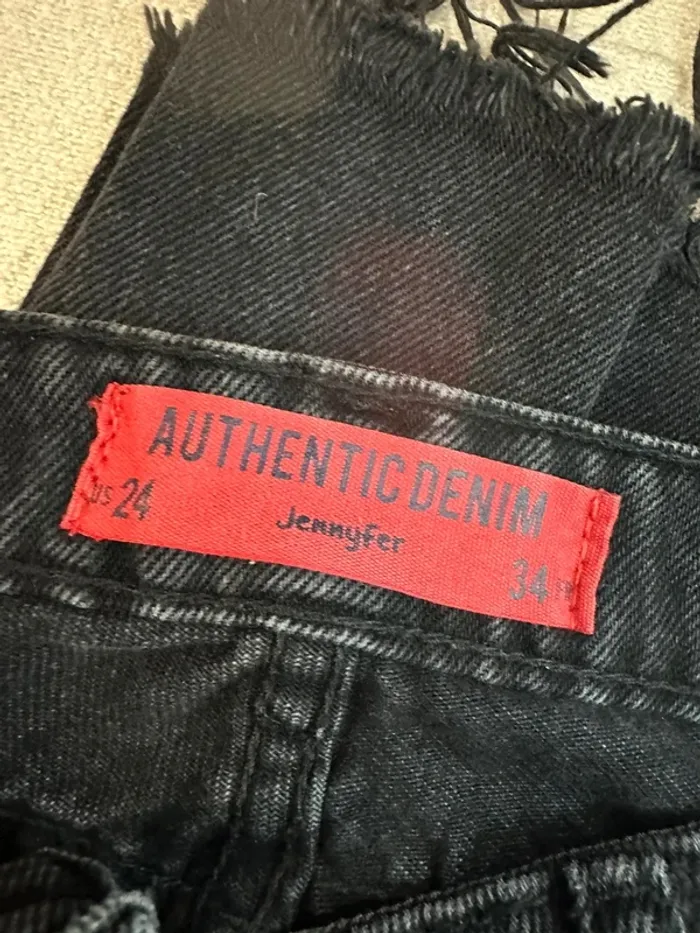 AUTHENTIC DENIM
US 24
Jennyfer
34